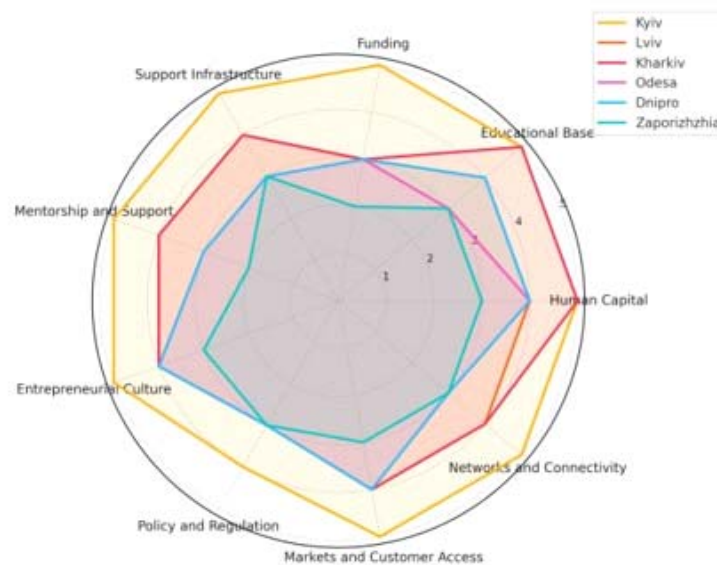 Kyiv
Lviv
Kharkiv
Odesa
Dnipro
Zaporizhzhia
Funding
Support Infrastructure
Educational Base
Mentorship and Support
5
4
3
2
1
Human Capital
Entrepreneurial Culture
Networks and Connectivity
Policy and Regulation
Markets and Customer Access